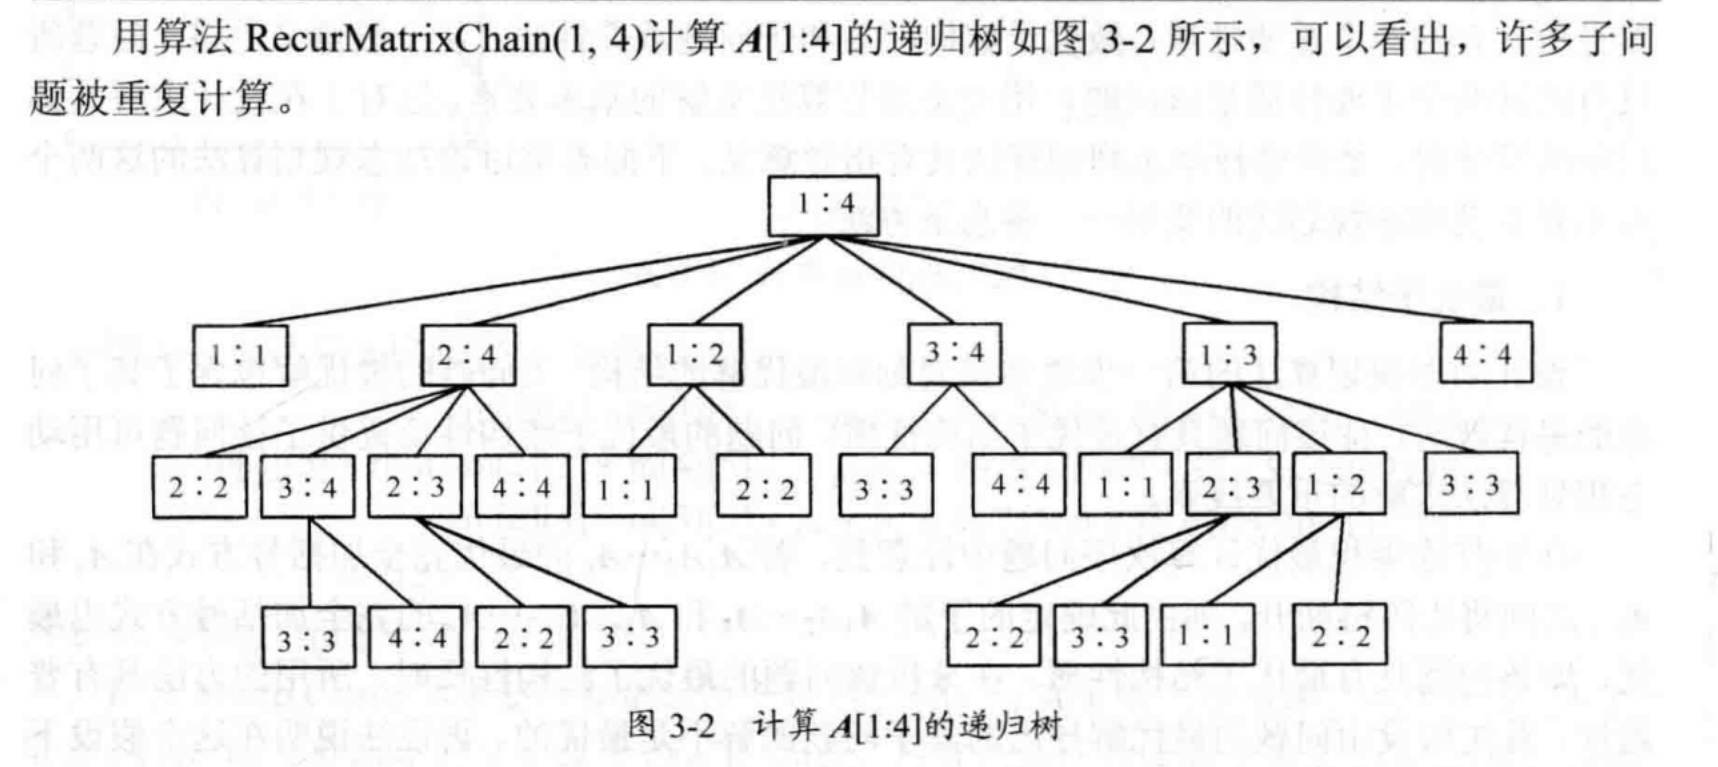 用算法 RecurMatrixChain(1, 4)计算 A[1:4]的递归树如图 3-2 所示，可以看出，许多子问
题被重复计算。
1∶4
1∶1 2∶4 1∶2 3∶4 1∶3 4∶4
2∶2 3∶4 2∶3 4∶4 1∶1 2∶2 3∶3 4∶4 1∶1 2∶3 1∶2 3∶3
3∶3 4∶4 2∶2 3∶3 2∶2 3∶3 1∶1 2∶2
图 3-2 计算 A[1:4]的递归树